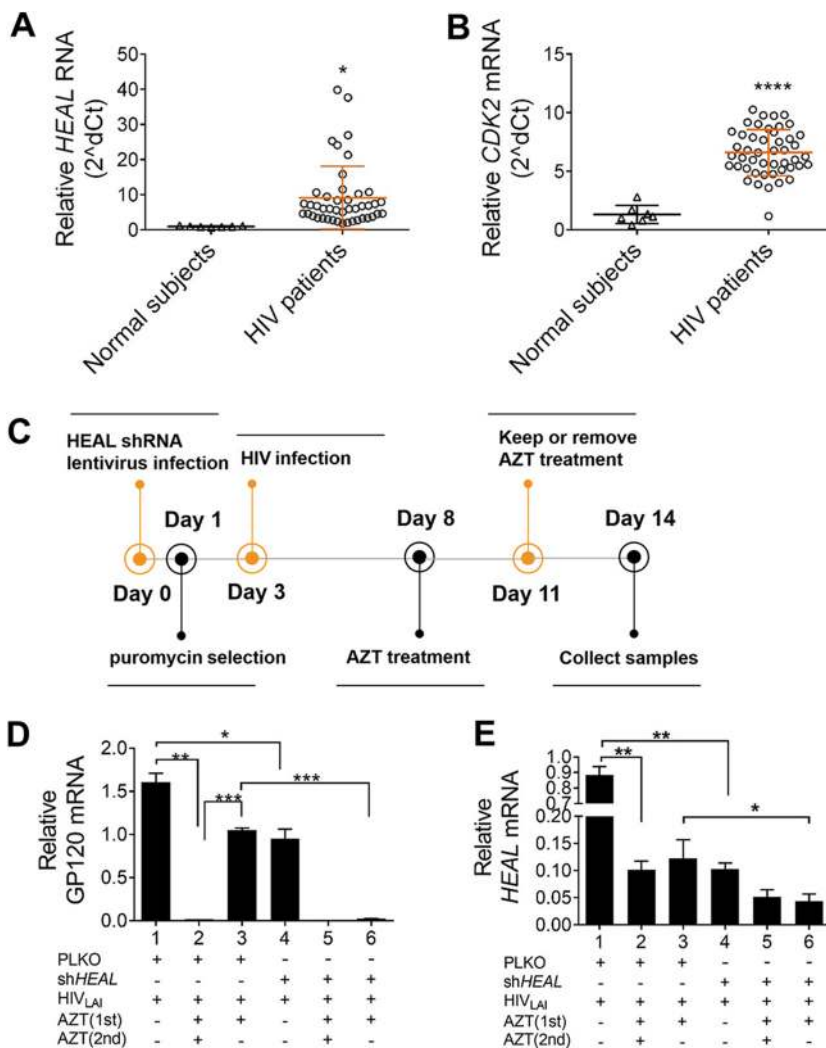 A
Relative HEAL RNA
(2^dCt)
50
40
30
20
10
0
*
Normal subjects
HIV patients
B
Relative CDK2 mRNA
(2^dCt)
15
10
5
0
****
Normal subjects
HIV patients
C
HEAL shRNA
lentivirus infection
HIV infection
Keep or remove
AZT treatment
Day 1
Day 8
Day 14
Day 0
Day 3
Day 11
puromycin selection
AZT treatment
Collect samples
D
Relative
GP120 mRNA
2.0
1.5
1.0
0.5
0.0
*
**
***
***
1 2 3 4 5 6
PLKO + + + - - -
shHEAL - - - + + +
HIVLAI + + + + + +
AZT(1st) - + + - + +
AZT(2nd) - + - - + -
E
Relative
HEAL mRNA
1.0
0.9
0.8
0.7
0.20
0.15
0.10
0.05
0.00
**
**
*
1 2 3 4 5 6
PLKO + + + - - -
shHEAL - - - + + +
HIVLAI + + + + + +
AZT(1st) - + + - + +
AZT(2nd) - + - - + -